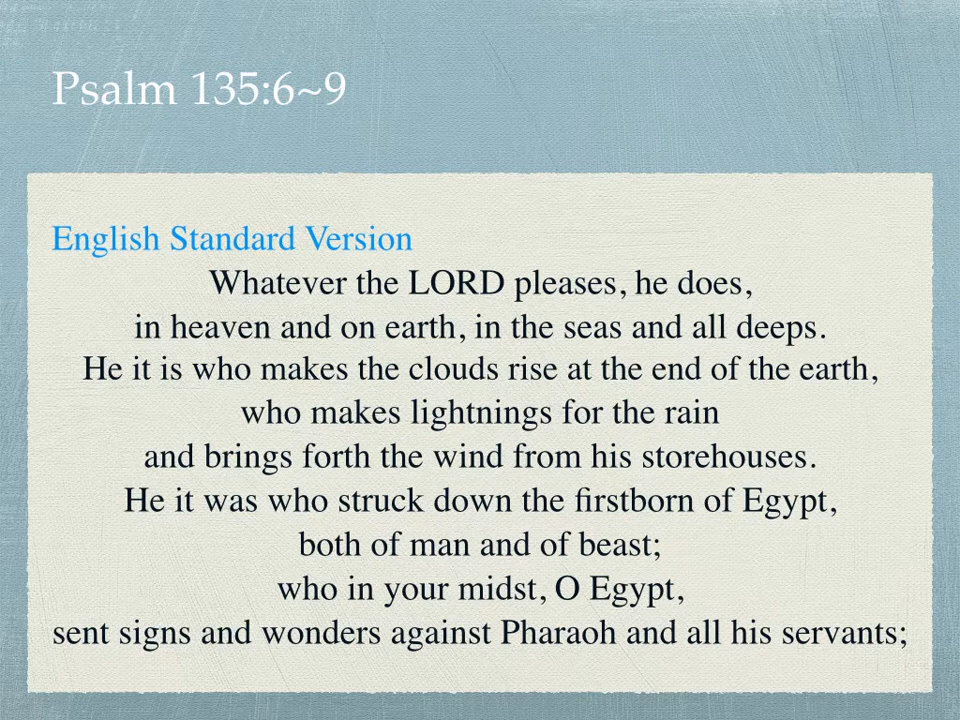 Psalm 135:6~9
English Standard Version
Whatever the LORD pleases, he does,
in heaven and on earth, in the seas and all deeps.
He it is who makes the clouds rise at the end of the earth,
who makes lightnings for the rain
and brings forth the wind from his storehouses.
He it was who struck down the firstborn of Egypt,
both of man and of beast;
who in your midst, O Egypt,
sent signs and wonders against Pharaoh and all his servants;